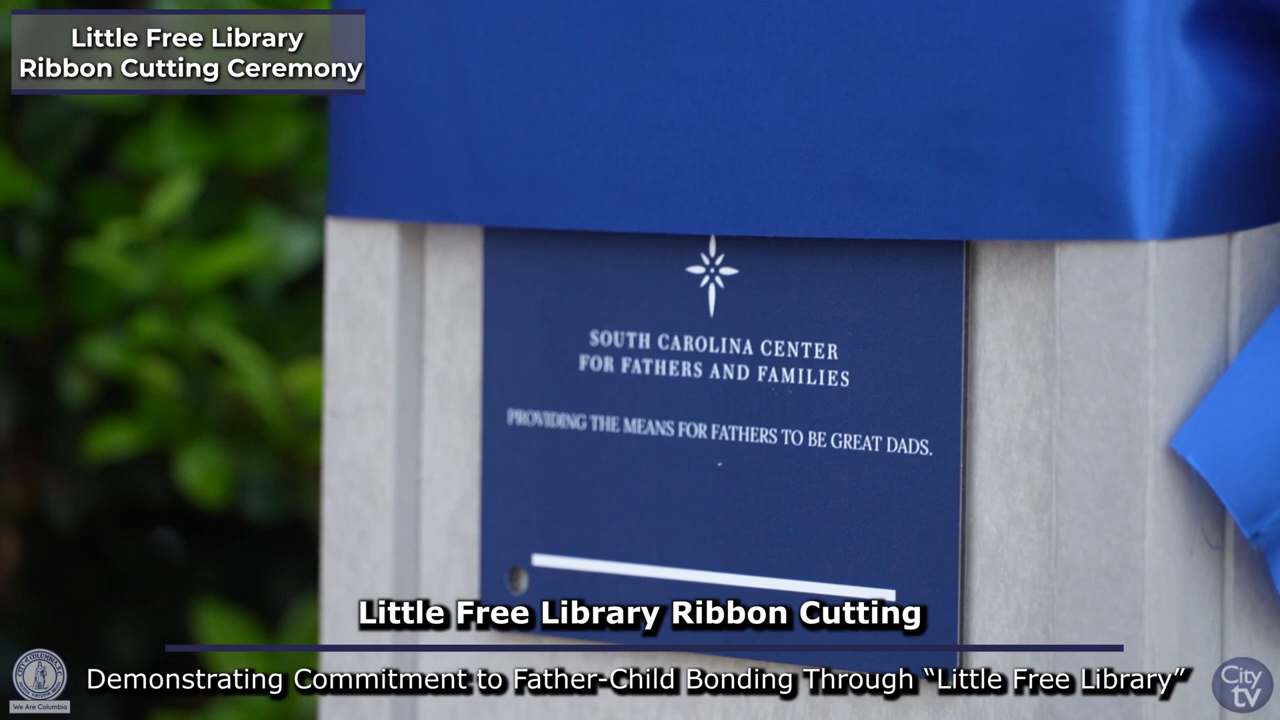 Little Free Library
Ribbon Cutting Ceremony
SOUTH CAROLINA CENTER
FOR FATHERS AND FAMILIES
PROVIDING THE MEANS FOR FATHERS TO BE GREAT DADS.
Little Free Library Ribbon Cutting
Demonstrating Commitment to Father-Child Bonding Through “Little Free Library”
We Are Columbia
City
tv